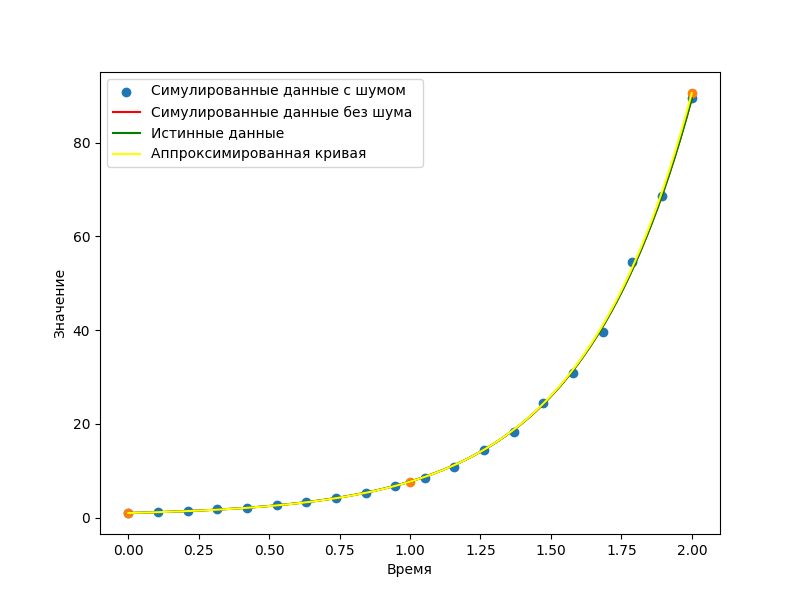 Симулированные данные с шумом
Симулированные данные без шума
Истинные данные
Аппроксимированная кривая
Значение
80
60
40
20
0
0.00 0.25 0.50 0.75 1.00 1.25 1.50 1.75 2.00
Время